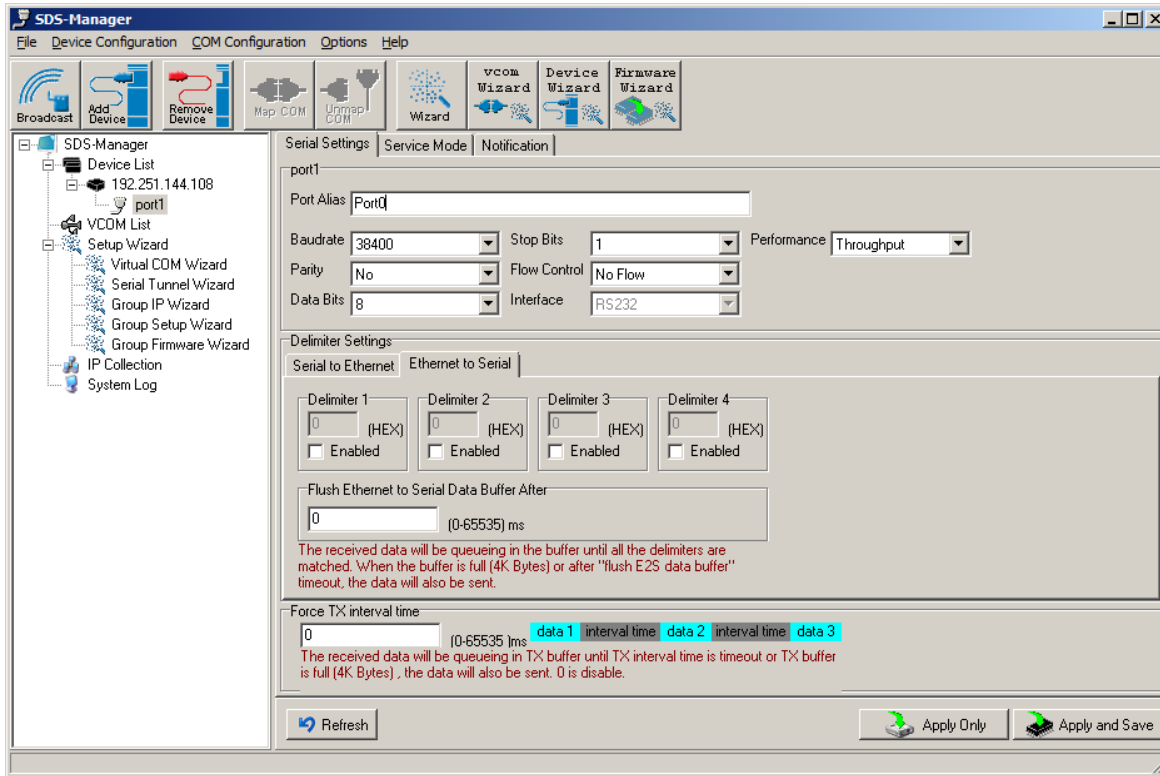 SDS-Manager
File Device Configuration COM Configuration Options Help
Broadcast
Add Device
Remove Device
Map COM
Unmap COM
Wizard
vcom Wizard
Device Wizard
Firmware Wizard
SDS-Manager
Device List
192.251.144.108
port1
VCOM List
Setup Wizard
Virtual COM Wizard
Serial Tunnel Wizard
Group IP Wizard
Group Setup Wizard
Group Firmware Wizard
IP Collection
System Log
Serial Settings Service Mode Notification
port1
Port Alias Port0
Baudrate 38400 Stop Bits 1 Performance Throughput
Parity No Flow Control No Flow
Data Bits 8 Interface RS232
Delimiter Settings
Serial to Ethernet Ethernet to Serial
Delimiter 1 Delimiter 2 Delimiter 3 Delimiter 4
0 (HEX) 0 (HEX) 0 (HEX) 0 (HEX)
Enabled Enabled Enabled Enabled
Flush Ethernet to Serial Data Buffer After
0 (0-65535) ms
The received data will be queueing in the buffer until all the delimiters are
matched. When the buffer is full (4K Bytes) or after "flush E2S data buffer"
timeout, the data will also be sent.
Force TX interval time
0 (0-65535 )ms data 1 interval time data 2 interval time data 3
The received data will be queueing in TX buffer until TX interval time is timeout or TX buffer
is full (4K Bytes) , the data will also be sent. 0 is disable.
Refresh Apply Only Apply and Save